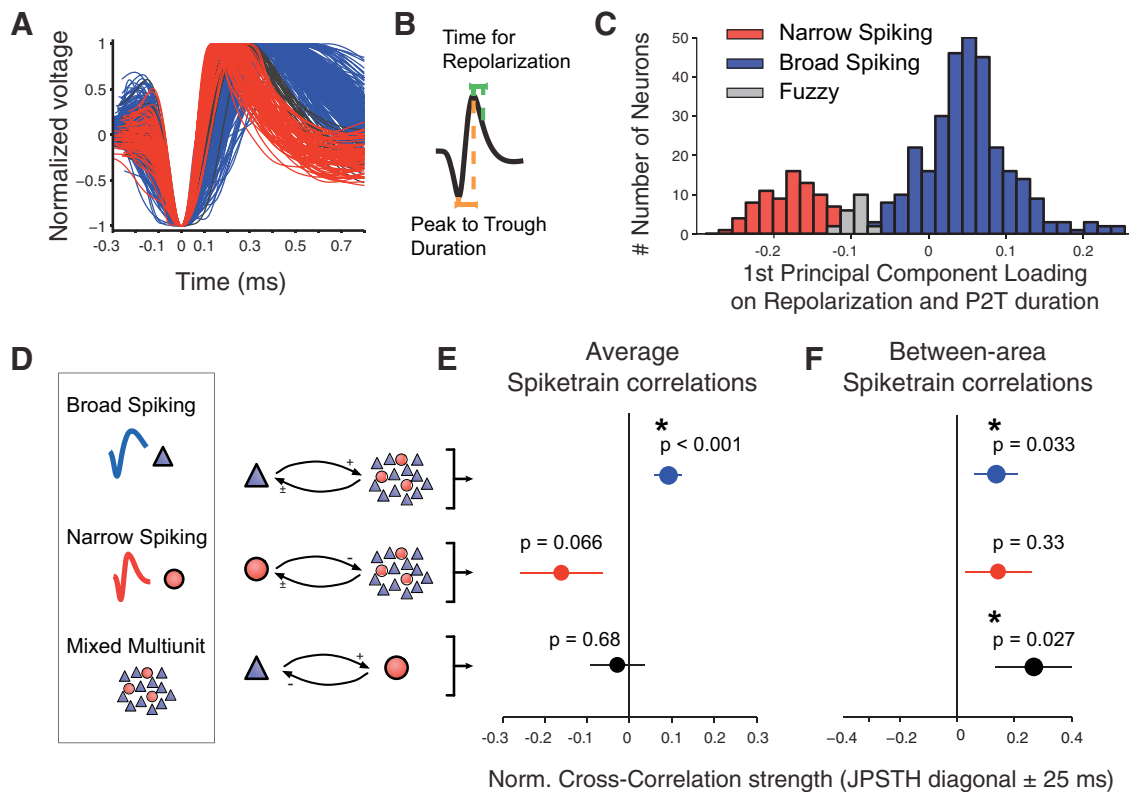 A
Normalized voltage
1
0.5
0
−0.5
−1
-0.3
-0.1
0
0.1
0.3
0.5
0.7
Time (ms)
B
Time for
Repolarization
Peak to Trough
Duration
C
Narrow Spiking
Broad Spiking
Fuzzy
# Number of Neurons
50
40
30
20
10
0
-0.2
-0.1
0
0.1
0.2
1st Principal Component Loading
on Repolarization and P2T duration
D
Broad Spiking
Narrow Spiking
Mixed Multiunit
+
±
-
±
+
-
E
Average
Spiketrain correlations
*
p < 0.001
p = 0.066
p = 0.68
-0.3
-0.2
-0.1
0
0.1
0.2
0.3
F
Between-area
Spiketrain correlations
*
p = 0.033
p = 0.33
*
p = 0.027
−0.4
−0.2
0
0.2
0.4
Norm. Cross-Correlation strength (JPSTH diagonal ± 25 ms)